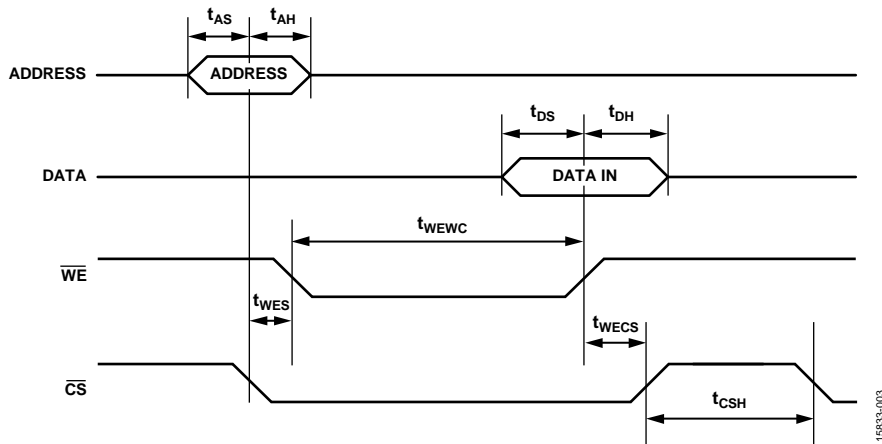 tAS tAH
ADDRESS ADDRESS
tDS tDH
DATA DATA IN
tWEWC
WE
tWES
tWECS
CS
tCSH
15833-003